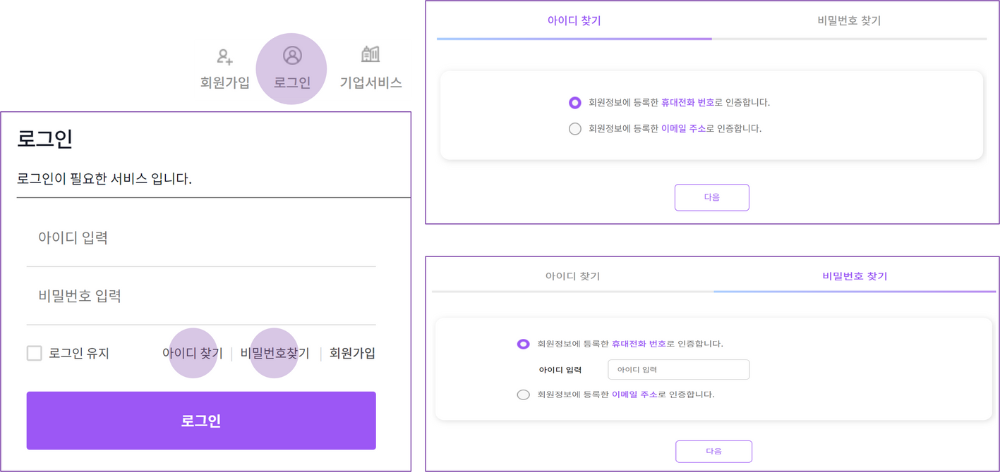 회원가입 로그인 기업서비스
로그인
로그인이 필요한 서비스 입니다.
아이디 입력
비밀번호 입력
로그인 유지 아이디 찾기 | 비밀번호찾기 | 회원가입
로그인
아이디 찾기 비밀번호 찾기
회원정보에 등록한 휴대전화 번호로 인증합니다.
회원정보에 등록한 이메일 주소로 인증합니다.
다음
아이디 찾기 비밀번호 찾기
회원정보에 등록한 휴대전화 번호로 인증합니다.
아이디 입력 아이디 입력
회원정보에 등록한 이메일 주소로 인증합니다.
다음